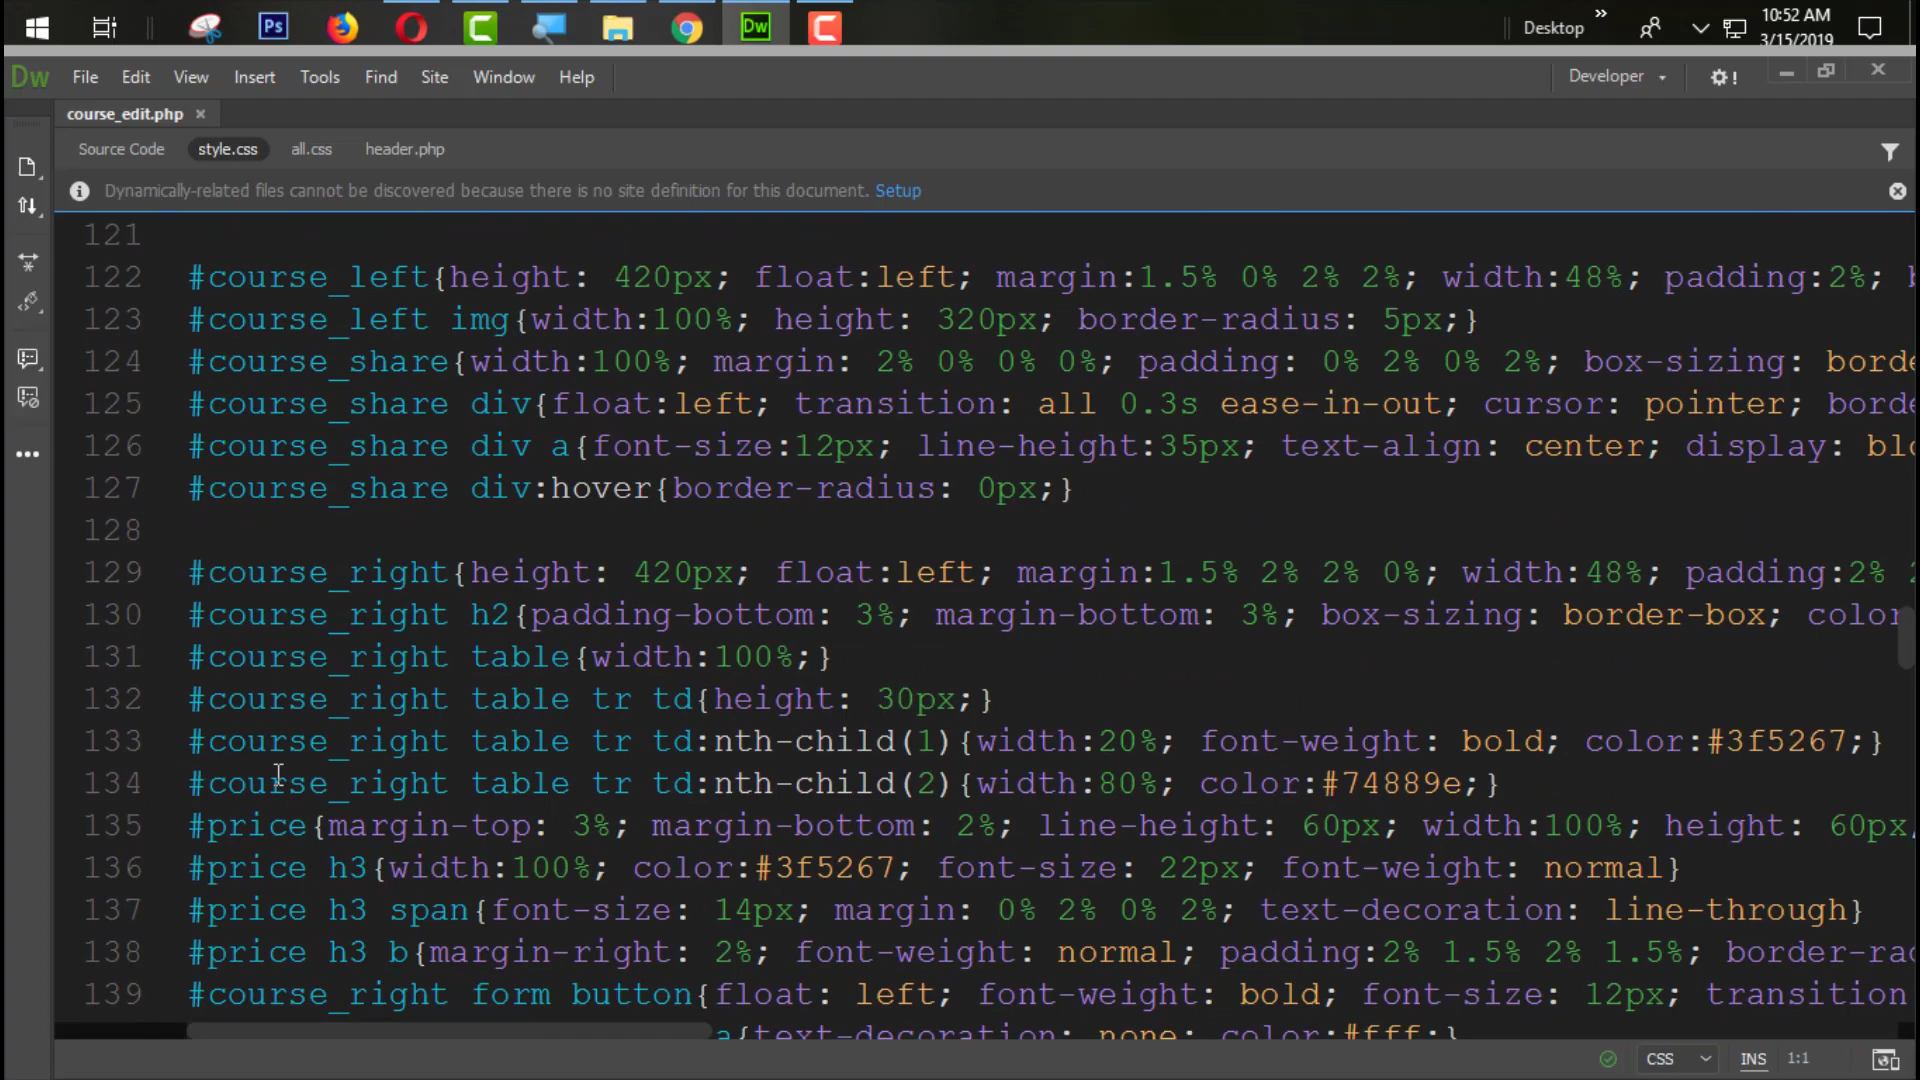 Ps
Dw
Desktop
»
10:52 AM
3/15/2019
Dw File Edit View Insert Tools Find Site Window Help
Developer
course_edit.php ×
Source Code style.css all.css header.php
Dynamically-related files cannot be discovered because there is no site definition for this document. Setup
121
122 #course_left{height: 420px; float:left; margin:1.5% 0% 2% 2%; width:48%; padding:2%; b
123 #course_left img{width:100%; height: 320px; border-radius: 5px;}
124 #course_share{width:100%; margin: 2% 0% 0% 0%; padding: 0% 2% 0% 2%; box-sizing: borde
125 #course_share div{float:left; transition: all 0.3s ease-in-out; cursor: pointer; bord
126 #course_share div a{font-size:12px; line-height:35px; text-align: center; display: blo
127 #course_share div:hover{border-radius: 0px;}
128
129 #course_right{height: 420px; float:left; margin:1.5% 2% 2% 0%; width:48%; padding:2% 2
130 #course_right h2{padding-bottom: 3%; margin-bottom: 3%; box-sizing: border-box; color
131 #course_right table{width:100%;}
132 #course_right table tr td{height: 30px;}
133 #course_right table tr td:nth-child(1){width:20%; font-weight: bold; color:#3f5267;}
134 #course_right table tr td:nth-child(2){width:80%; color:#74889e;}
135 #price{margin-top: 3%; margin-bottom: 2%; line-height: 60px; width:100%; height: 60px;
136 #price h3{width:100%; color:#3f5267; font-size: 22px; font-weight: normal}
137 #price h3 span{font-size: 14px; margin: 0% 2% 0% 2%; text-decoration: line-through}
138 #price h3 b{margin-right: 2%; font-weight: normal; padding:2% 1.5% 2% 1.5%; border-rad
139 #course_right form button{float: left; font-weight: bold; font-size: 12px; transition
a{text-decoration: none; color:#fff;}
CSS INS 1:1